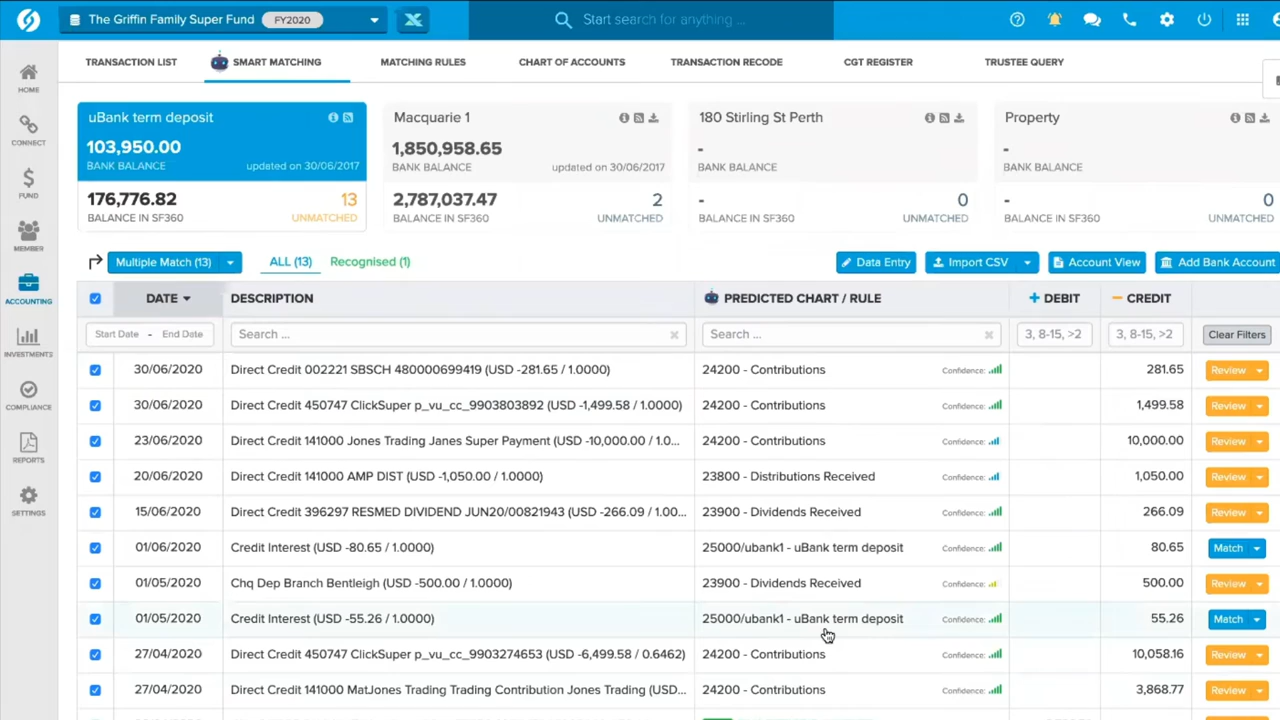 The Griffin Family Super Fund FY2020 Start search for anything ...
TRANSACTION LIST SMART MATCHING MATCHING RULES CHART OF ACCOUNTS TRANSACTION RECODE CGT REGISTER TRUSTEE QUERY
HOME
CONNECT
FUND
MEMBER
ACCOUNTING
INVESTMENTS
COMPLIANCE
REPORTS
SETTINGS
uBank term deposit
103,950.00
BANK BALANCE updated on 30/06/2017
176,776.82 13
BALANCE IN SF360 UNMATCHED
Macquarie 1
1,850,958.65
BANK BALANCE updated on 30/06/2017
2,787,037.47 2
BALANCE IN SF360 UNMATCHED
180 Stirling St Perth
-
BANK BALANCE
- 0
BALANCE IN SF360 UNMATCHED
Property
-
BANK BALANCE
- 0
BALANCE IN SF360 UNMATCHED
Multiple Match (13) ALL (13) Recognised (1) Data Entry Import CSV Account View Add Bank Account
DATE DESCRIPTION PREDICTED CHART / RULE + DEBIT − CREDIT
Start Date - End Date Search ... Search ... 3, 8-15, >2 3, 8-15, >2 Clear Filters
30/06/2020 Direct Credit 002221 SBSCH 480000699419 (USD -281.65 / 1.0000) 24200 - Contributions Confidence: 281.65 Review
30/06/2020 Direct Credit 450747 ClickSuper p_vu_cc_9903803892 (USD -1,499.58 / 1.0000) 24200 - Contributions Confidence: 1,499.58 Review
23/06/2020 Direct Credit 141000 Jones Trading Janes Super Payment (USD -10,000.00 / 1.0... 24200 - Contributions Confidence: 10,000.00 Review
20/06/2020 Direct Credit 141000 AMP DIST (USD -1,050.00 / 1.0000) 23800 - Distributions Received Confidence: 1,050.00 Review
15/06/2020 Direct Credit 396297 RESMED DIVIDEND JUN20/00821943 (USD -266.09 / 1.00... 23900 - Dividends Received Confidence: 266.09 Review
01/06/2020 Credit Interest (USD -80.65 / 1.0000) 25000/ubank1 - uBank term deposit Confidence: 80.65 Match
01/05/2020 Chq Dep Branch Bentleigh (USD -500.00 / 1.0000) 23900 - Dividends Received Confidence: 500.00 Review
01/05/2020 Credit Interest (USD -55.26 / 1.0000) 25000/ubank1 - uBank term deposit Confidence: 55.26 Match
27/04/2020 Direct Credit 450747 ClickSuper p_vu_cc_9903274653 (USD -6,499.58 / 0.6462) 24200 - Contributions Confidence: 10,058.16 Review
27/04/2020 Direct Credit 141000 MatJones Trading Trading Contribution Jones Trading (USD... 24200 - Contributions Confidence: 3,868.77 Review